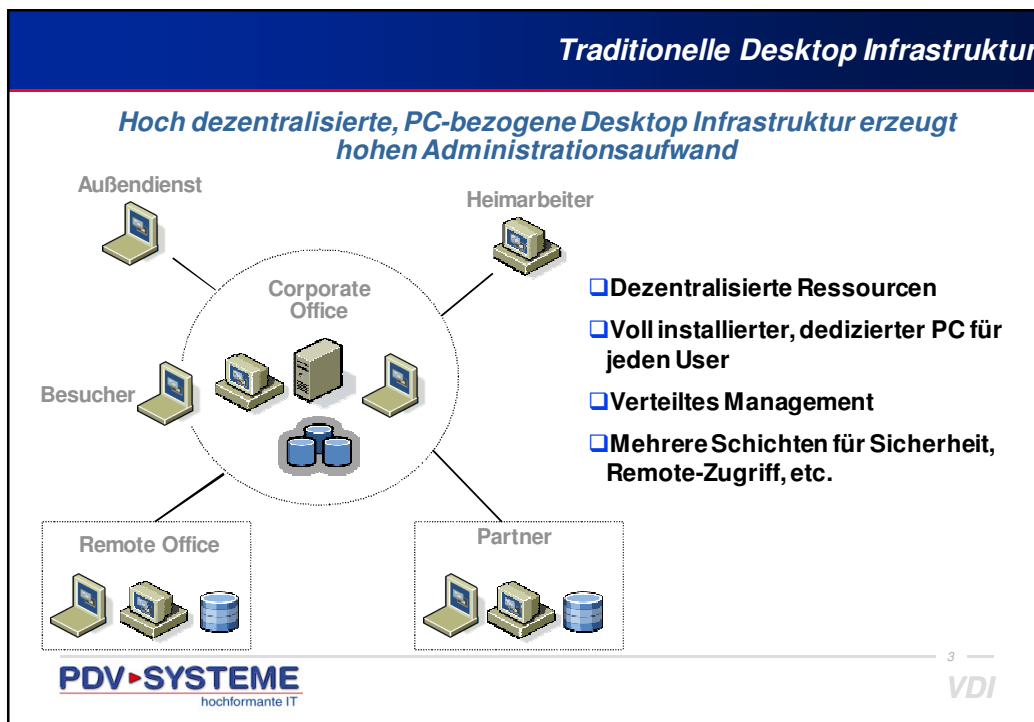 Traditionelle Desktop Infrastruktur
Hoch dezentralisierte, PC-bezogene Desktop Infrastruktur erzeugt
hohen Administrationsaufwand
Außendienst
Heimarbeiter
Corporate
Office
Besucher
Remote Office
Partner
❑Dezentralisierte Ressourcen
❑Voll installierter, dedizierter PC für
jeden User
❑Verteiltes Management
❑Mehrere Schichten für Sicherheit,
Remote-Zugriff, etc.
PDV SYSTEME
hochformante IT
3
VDI